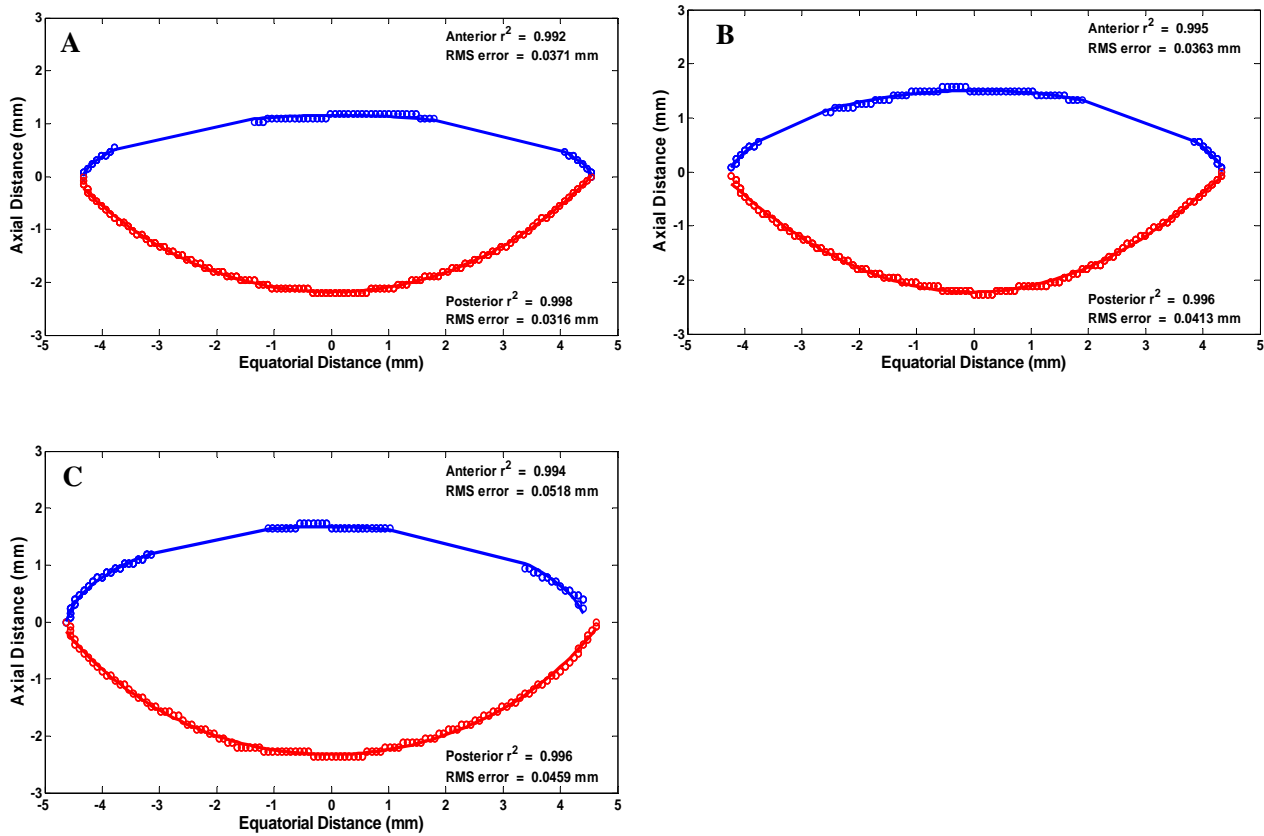 A
Anterior r² = 0.992
RMS error = 0.0371 mm
3
2
1
0
-1
-2
-3
Axial Distance (mm)
Posterior r² = 0.998
RMS error = 0.0316 mm
-5 -4 -3 -2 -1 0 1 2 3 4 5
Equatorial Distance (mm)
B
Anterior r² = 0.995
RMS error = 0.0363 mm
3
2
1
0
-1
-2
-3
Axial Distance (mm)
Posterior r² = 0.996
RMS error = 0.0413 mm
-5 -4 -3 -2 -1 0 1 2 3 4 5
Equatorial Distance (mm)
C
Anterior r² = 0.994
RMS error = 0.0518 mm
3
2
1
0
-1
-2
-3
Axial Distance (mm)
Posterior r² = 0.996
RMS error = 0.0459 mm
-5 -4 -3 -2 -1 0 1 2 3 4 5
Equatorial Distance (mm)